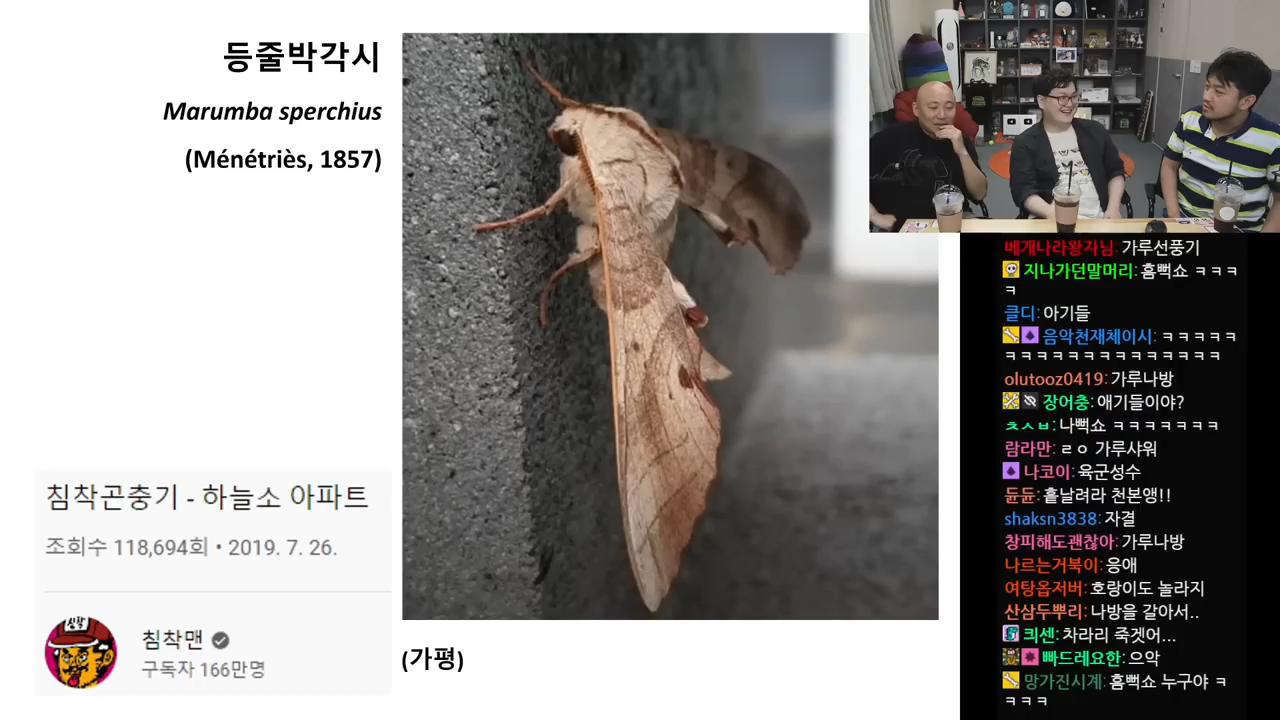 등줄박각시
Marumba sperchius
(Ménétriès, 1857)
침착곤충기 - 하늘소 아파트
조회수 118,694회 • 2019. 7. 26.
침착맨
구독자 166만명
(가평)
베개나라왕자님: 가루선풍기
지나가던말머리: 흠뻑쇼 ㅋㅋㅋ
ㅋ
클디: 아기들
음악천재체이시: ㅋㅋㅋㅋㅋ
ㅋㅋㅋㅋㅋㅋㅋㅋㅋㅋㅋㅋㅋㅋ
olutooz0419: 가루나방
장어충: 애기들이야?
ㅊㅅㅂ: 나뻑쇼 ㅋㅋㅋㅋㅋㅋㅋ
람라만: ㄹㅇ 가루샤워
나코이: 육군성수
듄듄: 흩날려라 천본앵!!
shaksn3838: 자결
창피해도괜찮아: 가루나방
나르는거북이: 응애
여탕옵저버: 호랑이도 놀라지
산삼두뿌리: 나방을 갈아서..
킈센: 차라리 죽겟어...
빠드레요한: 으악
망가진시계: 흠뻑쇼 누구야 ㅋ
ㅋㅋㅋ